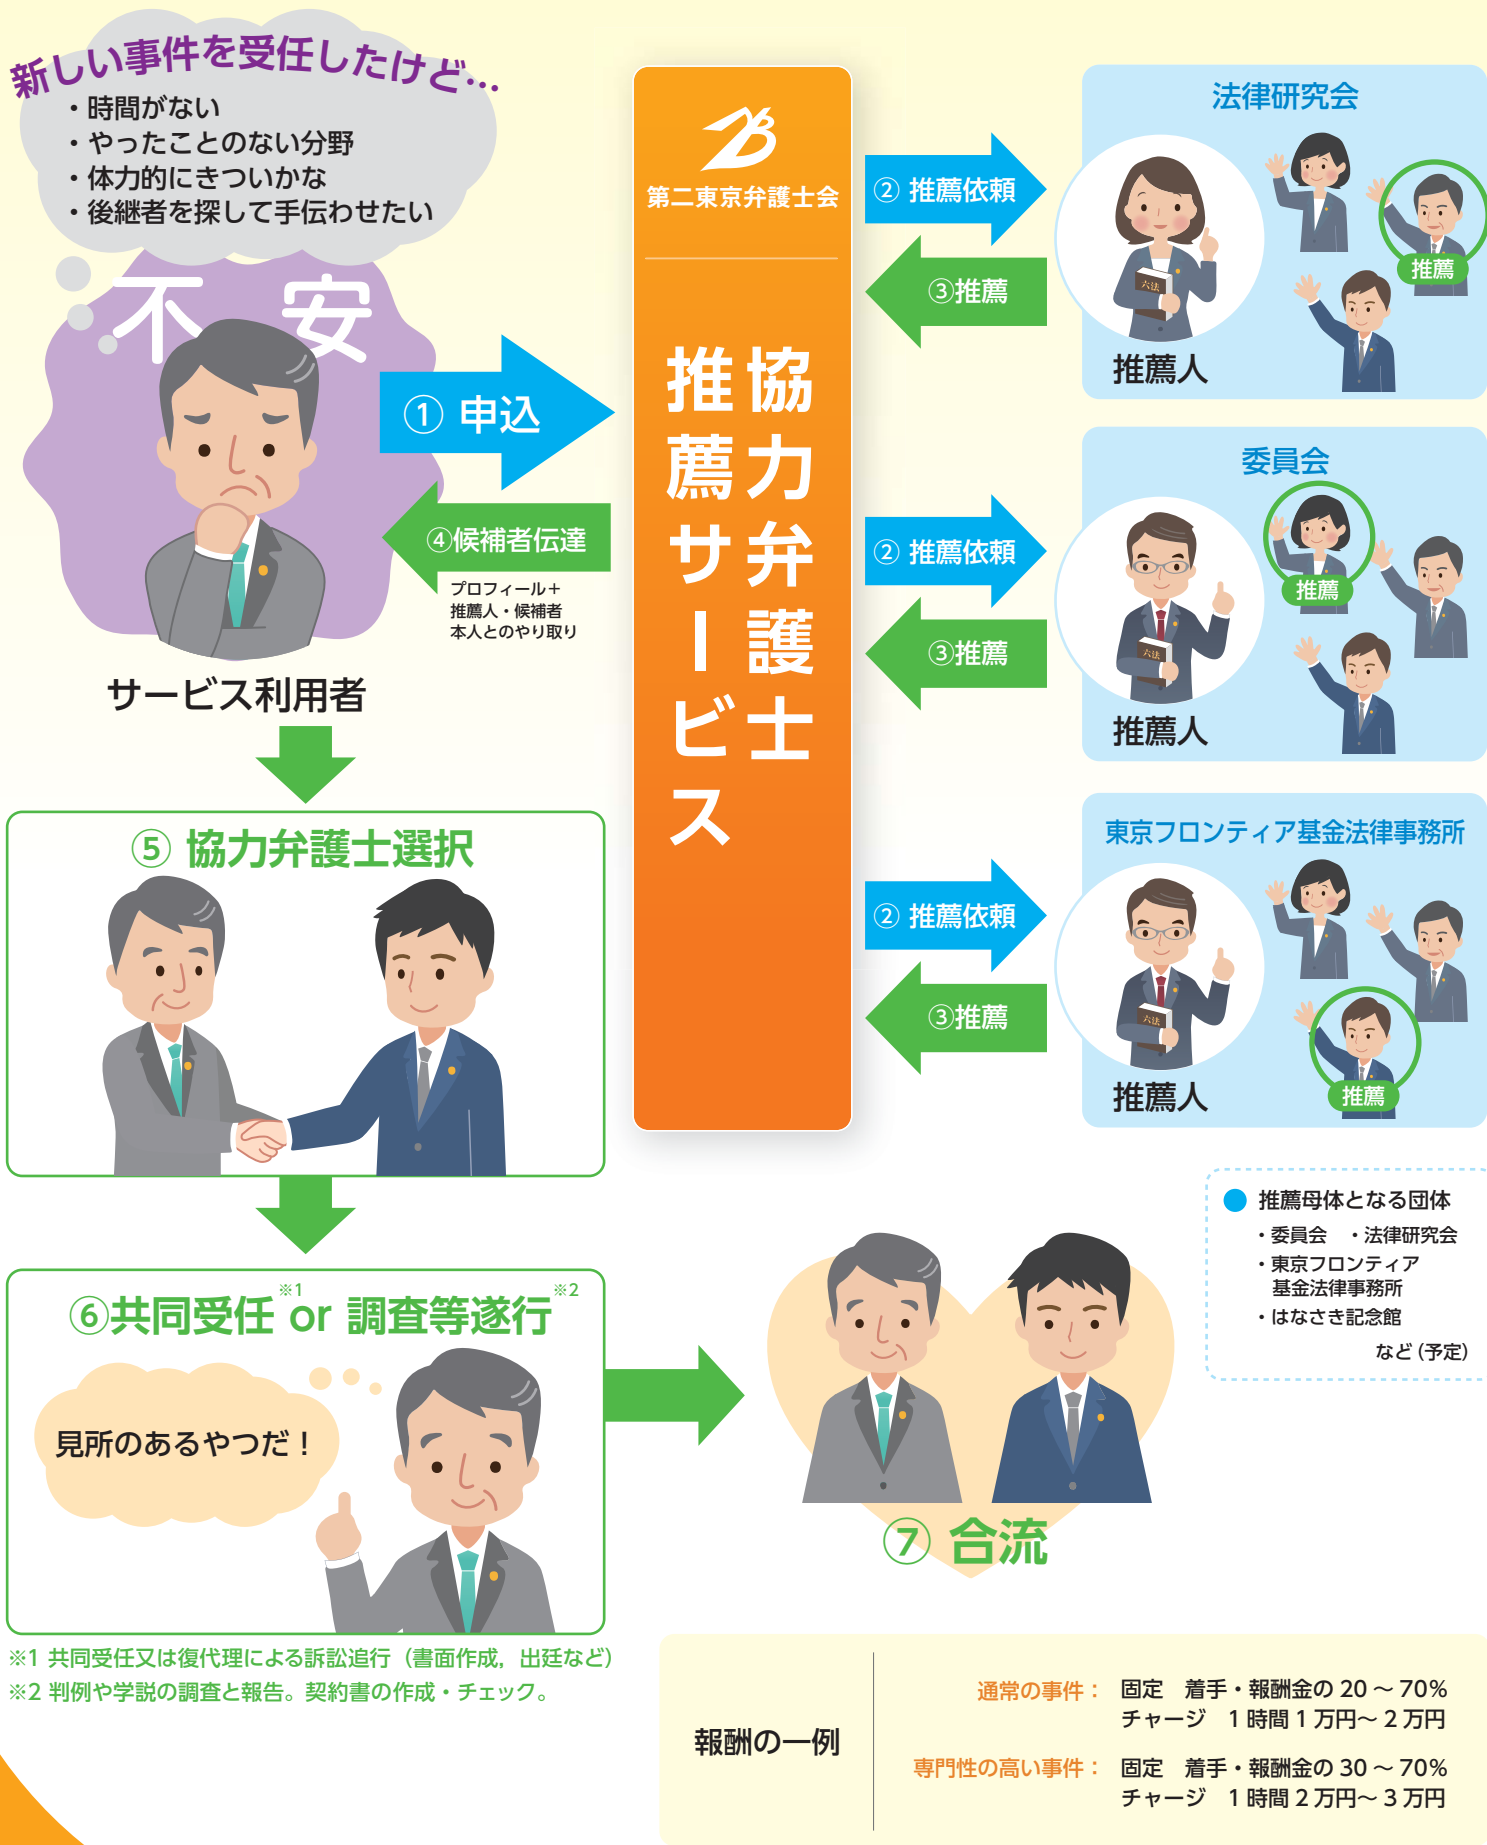 新しい事件を受任したけど…
・時間がない
・やったことのない分野
・体力的にきついかな
・後継者を探して手伝わせたい
不安
① 申込
④候補者伝達
プロフィール＋
推薦人・候補者
本人とのやり取り
サービス利用者
第二東京弁護士会
協力弁護士
推薦サービス
② 推薦依頼
③推薦
法律研究会
六法
推薦
推薦人
② 推薦依頼
③推薦
委員会
六法
推薦
推薦人
② 推薦依頼
③推薦
東京フロンティア基金法律事務所
六法
推薦
推薦人
⑤ 協力弁護士選択
⑥共同受任※1 or 調査等遂行※2
見所のあるやつだ！
※1 共同受任又は復代理による訴訟追行（書面作成，出廷など）
※2 判例や学説の調査と報告。契約書の作成・チェック。
⑦ 合流
推薦母体となる団体
・委員会　・法律研究会
・東京フロンティア
基金法律事務所
・はなさき記念館
など（予定）
報酬の一例
通常の事件： 固定　着手・報酬金の 20 〜 70%
チャージ　1 時間 1 万円〜 2 万円
専門性の高い事件： 固定　着手・報酬金の 30 〜 70%
チャージ　1 時間 2 万円〜 3 万円